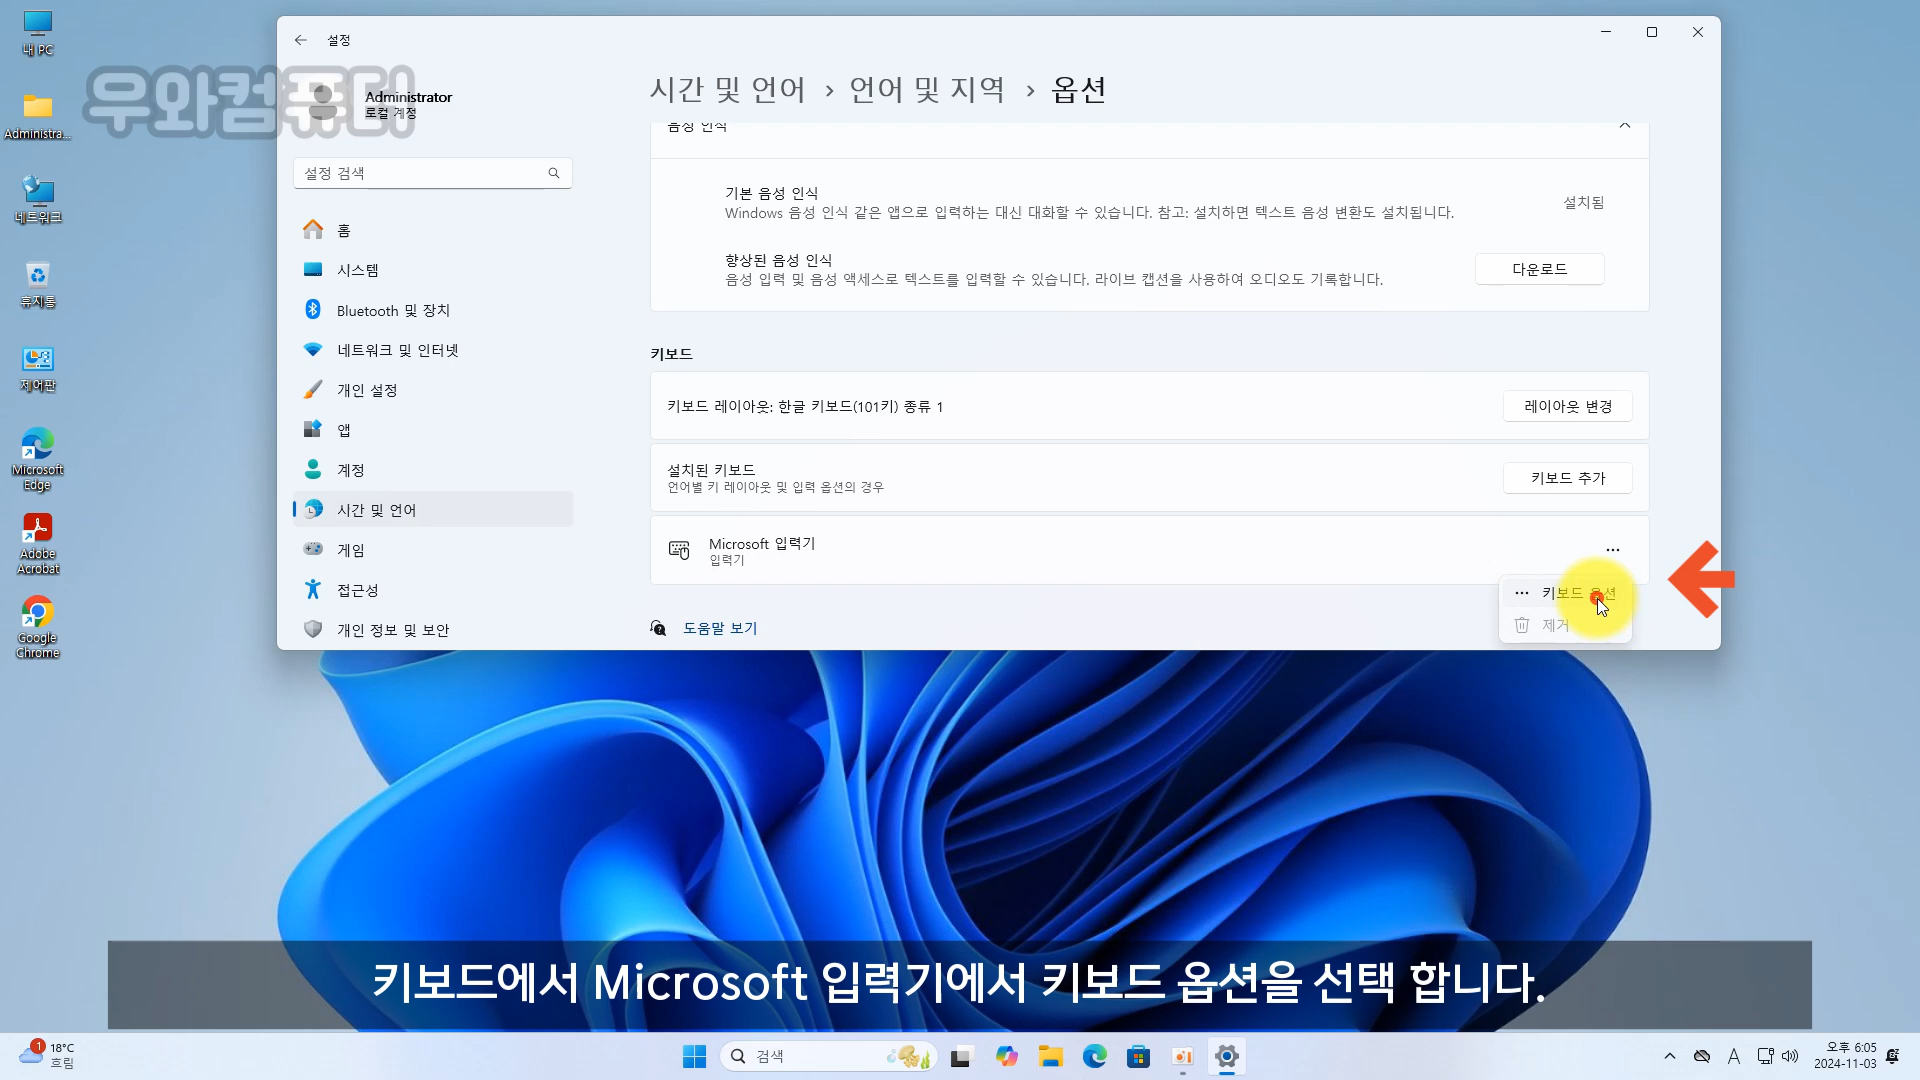 내 PC
Administra...
네트워크
휴지통
제어판
Microsoft
Edge
Adobe
Acrobat
Google
Chrome
우와컴퓨터
설정
Administrator
로컬 계정
설정 검색
홈
시스템
Bluetooth 및 장치
네트워크 및 인터넷
개인 설정
앱
계정
시간 및 언어
게임
접근성
개인 정보 및 보안
시간 및 언어 › 언어 및 지역 › 옵션
음성 인식
기본 음성 인식
Windows 음성 인식 같은 앱으로 입력하는 대신 대화할 수 있습니다. 참고: 설치하면 텍스트 음성 변환도 설치됩니다.
설치됨
향상된 음성 인식
음성 입력 및 음성 액세스로 텍스트를 입력할 수 있습니다. 라이브 캡션을 사용하여 오디오도 기록합니다.
다운로드
키보드
키보드 레이아웃: 한글 키보드(101키) 종류 1
레이아웃 변경
설치된 키보드
언어별 키 레이아웃 및 입력 옵션의 경우
키보드 추가
Microsoft 입력기
입력기
키보드 옵션
제거
도움말 보기
키보드에서 Microsoft 입력기에서 키보드 옵션을 선택 합니다.
1
18°C
흐림
검색
A
오후 6:05
2024-11-03